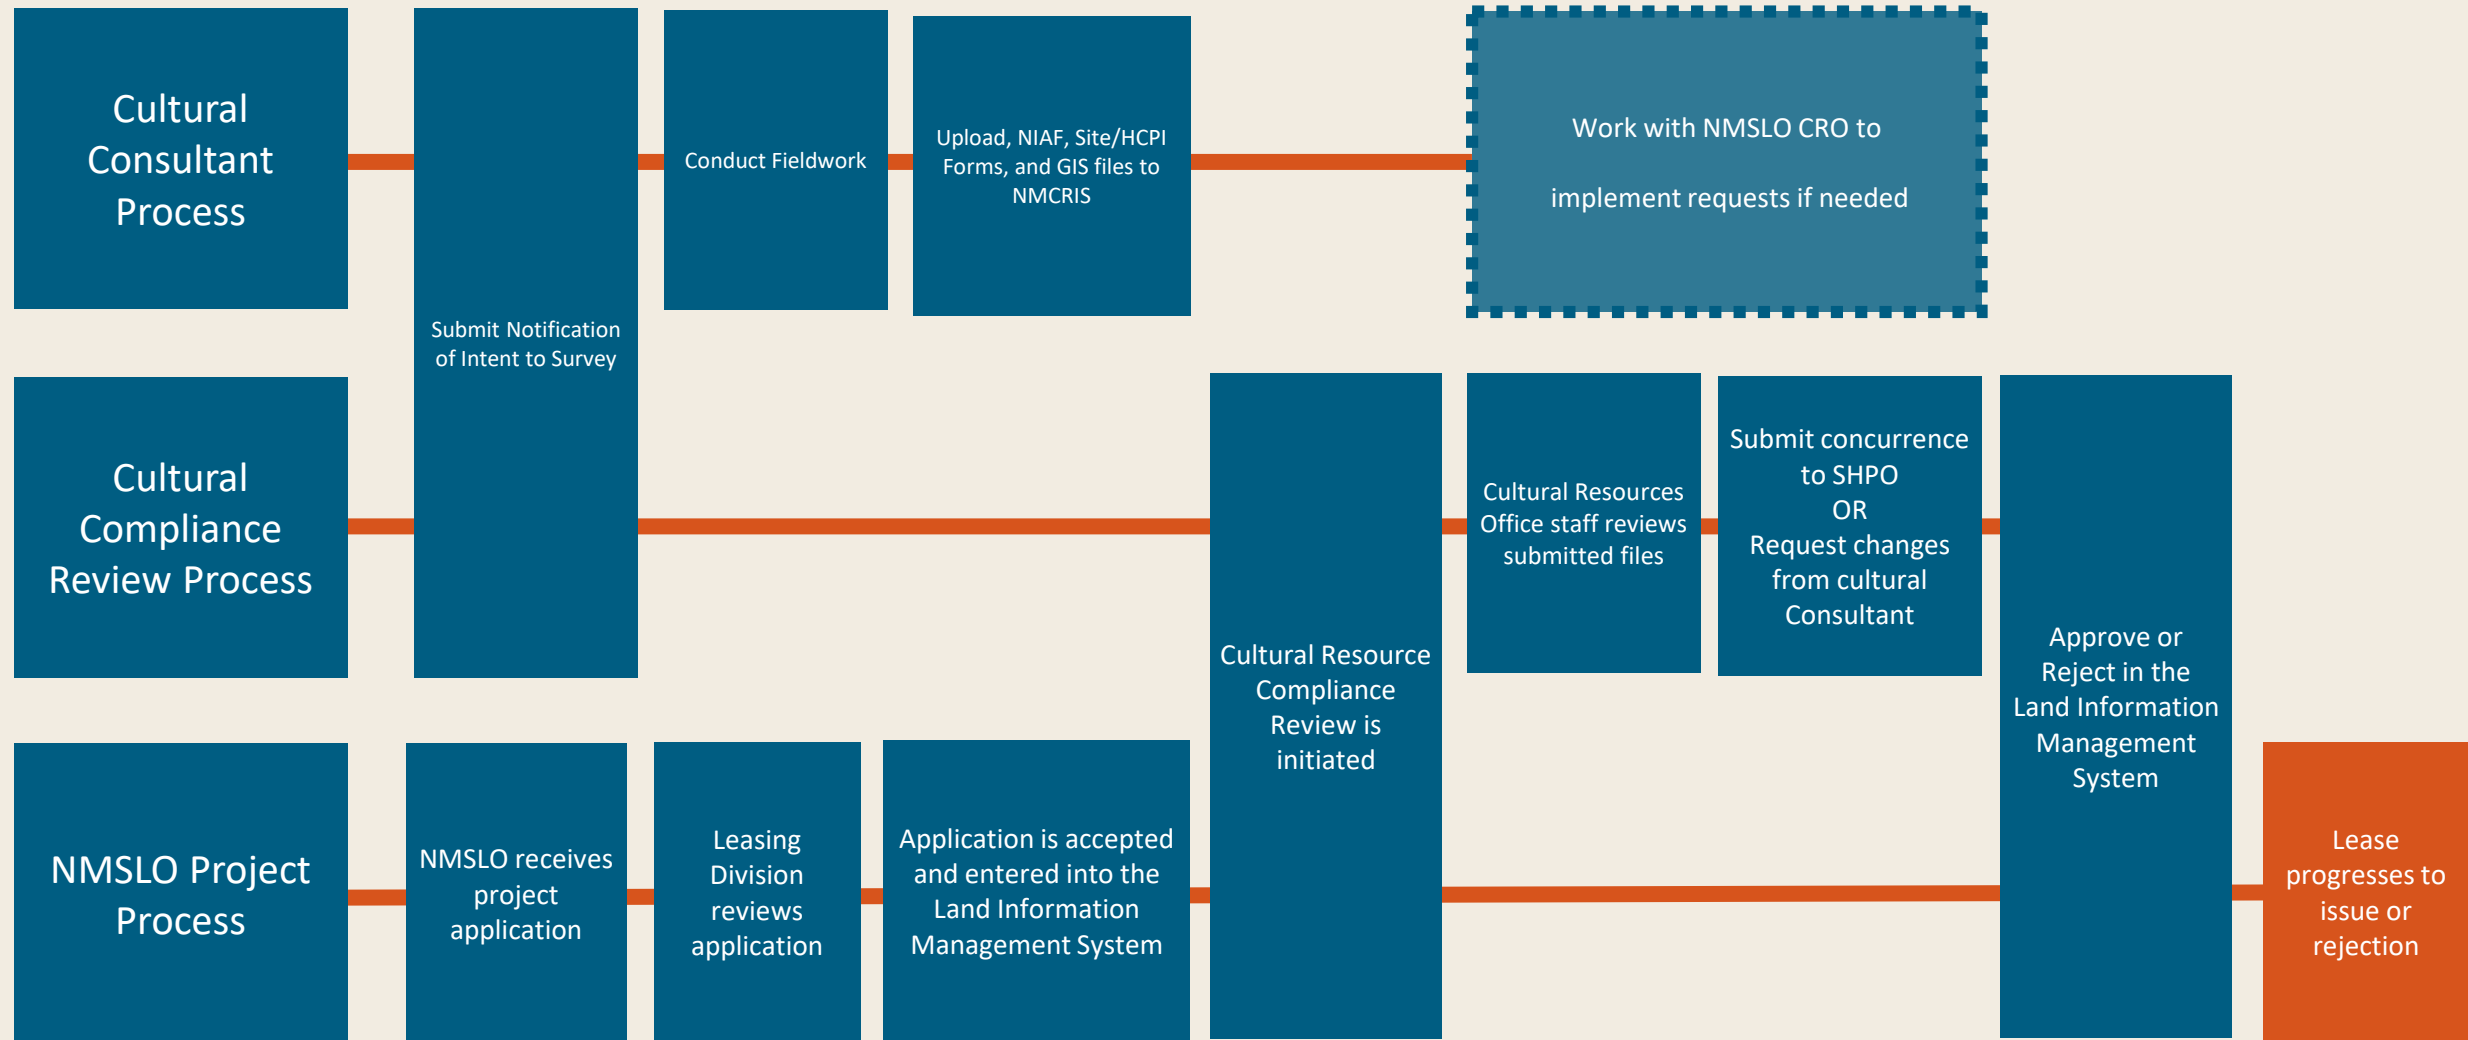 Cultural
Consultant
Process
Submit Notification
of Intent to Survey
Conduct Fieldwork
Upload, NIAF, Site/HCPI
Forms, and GIS files to
NMCRIS
Work with NMSLO CRO to
implement requests if needed
Cultural
Compliance
Review Process
Cultural Resource
Compliance
Review is
initiated
Cultural Resources
Office staff reviews
submitted files
Submit concurrence
to SHPO
OR
Request changes
from cultural
Consultant
Approve or
Reject in the
Land Information
Management
System
NMSLO Project
Process
NMSLO receives
project
application
Leasing
Division
reviews
application
Application is accepted
and entered into the
Land Information
Management System
Lease
progresses to
issue or
rejection